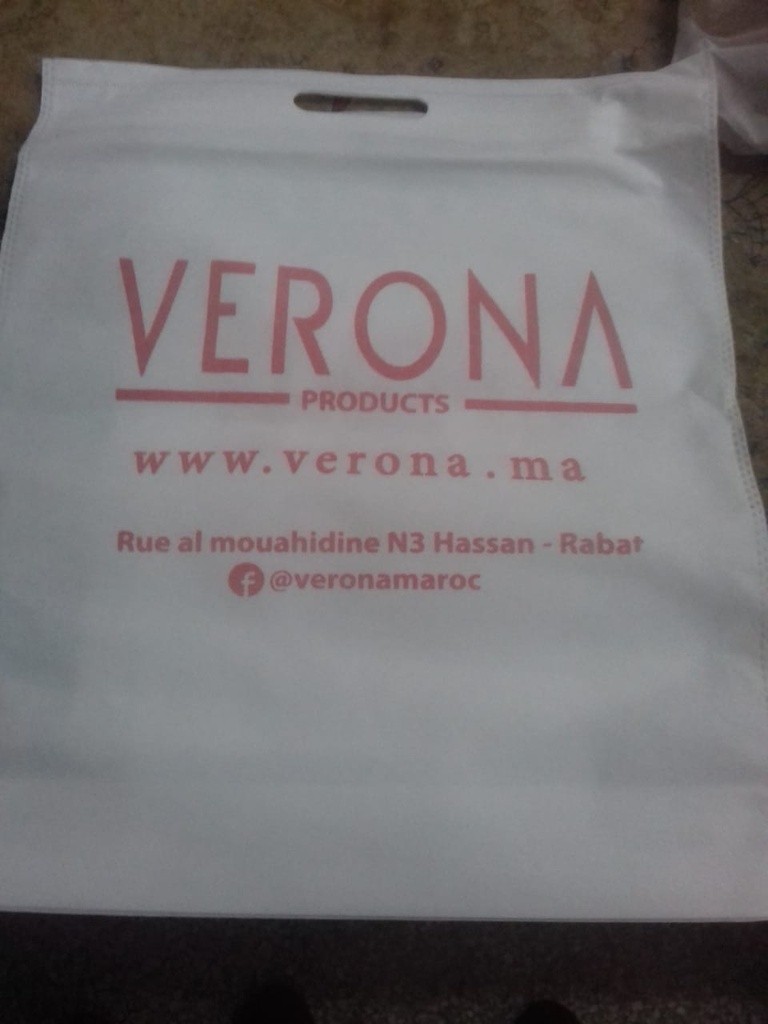 VERONA
PRODUCTS
www.verona.ma
Rue al mouahidine N3 Hassan - Rabat
@veronamaroc